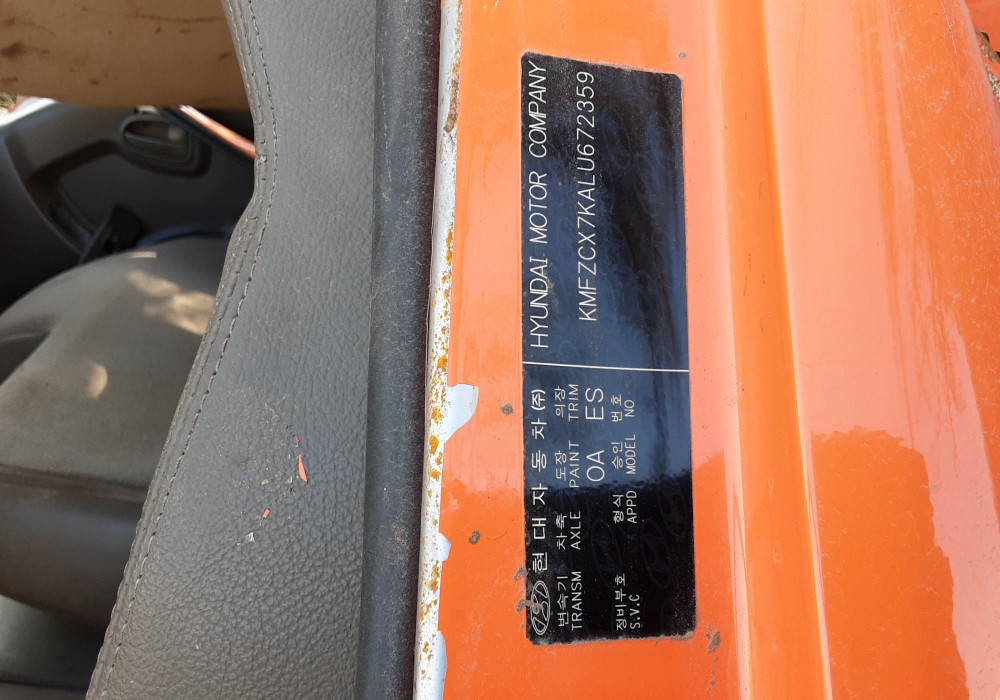 현대자동차(주) HYUNDAI MOTOR COMPANY
변속기 차축 도장 의장 KMFZCX7KALU672359
TRANSM AXLE PAINT TRIM
OA ES
정비부호 형식 승인 번호
S.V.C APPD MODEL NO